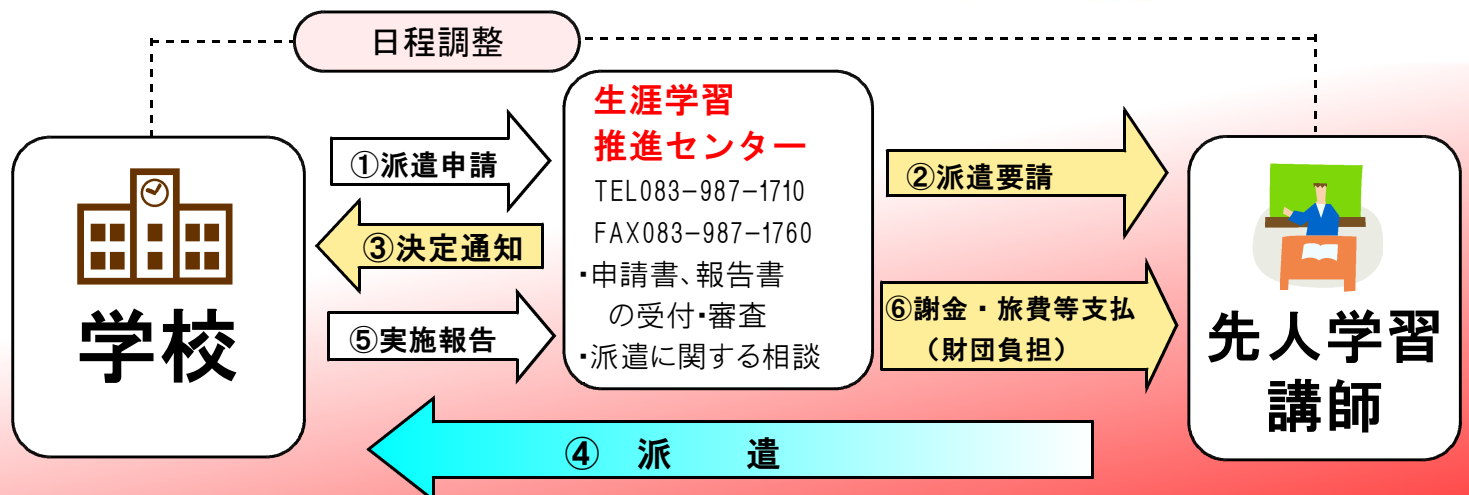 日程調整
学校
①派遣申請
③決定通知
⑤実施報告
生涯学習
推進センター
TEL083-987-1710
FAX083-987-1760
・申請書、報告書
の受付・審査
・派遣に関する相談
②派遣要請
⑥謝金・旅費等支払
（財団負担）
④ 派 遣
先人学習
講師